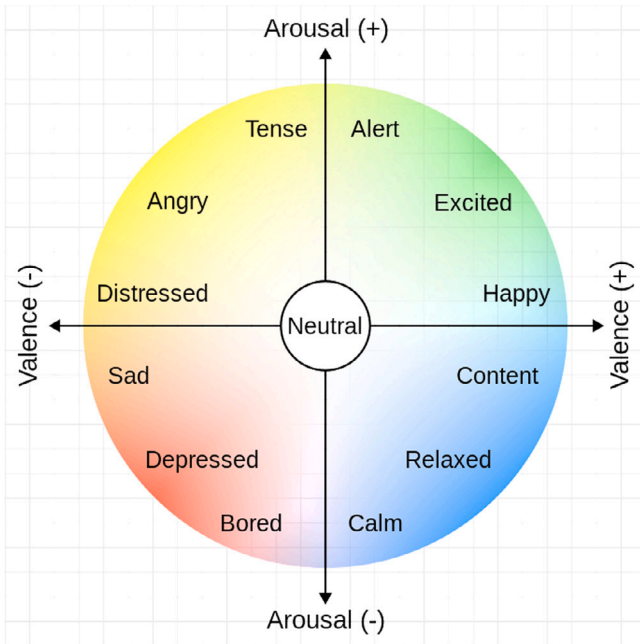 Arousal (+)
Tense
Alert
Angry
Excited
Distressed
Happy
Valence (-)
Neutral
Valence (+)
Sad
Content
Depressed
Relaxed
Bored
Calm
Arousal (-)